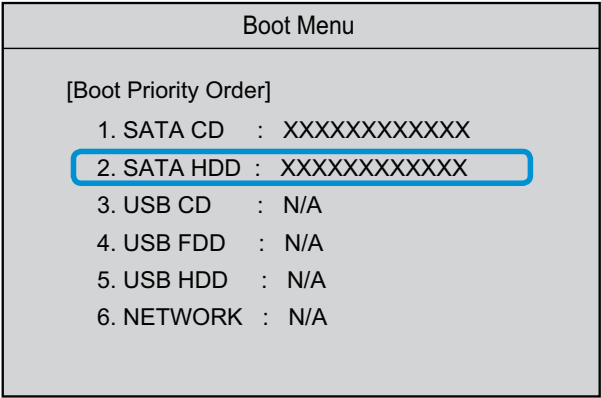 Boot Menu
[Boot Priority Order]
1. SATA CD : XXXXXXXXXXXX
2. SATA HDD : XXXXXXXXXXXX
3. USB CD : N/A
4. USB FDD : N/A
5. USB HDD : N/A
6. NETWORK : N/A